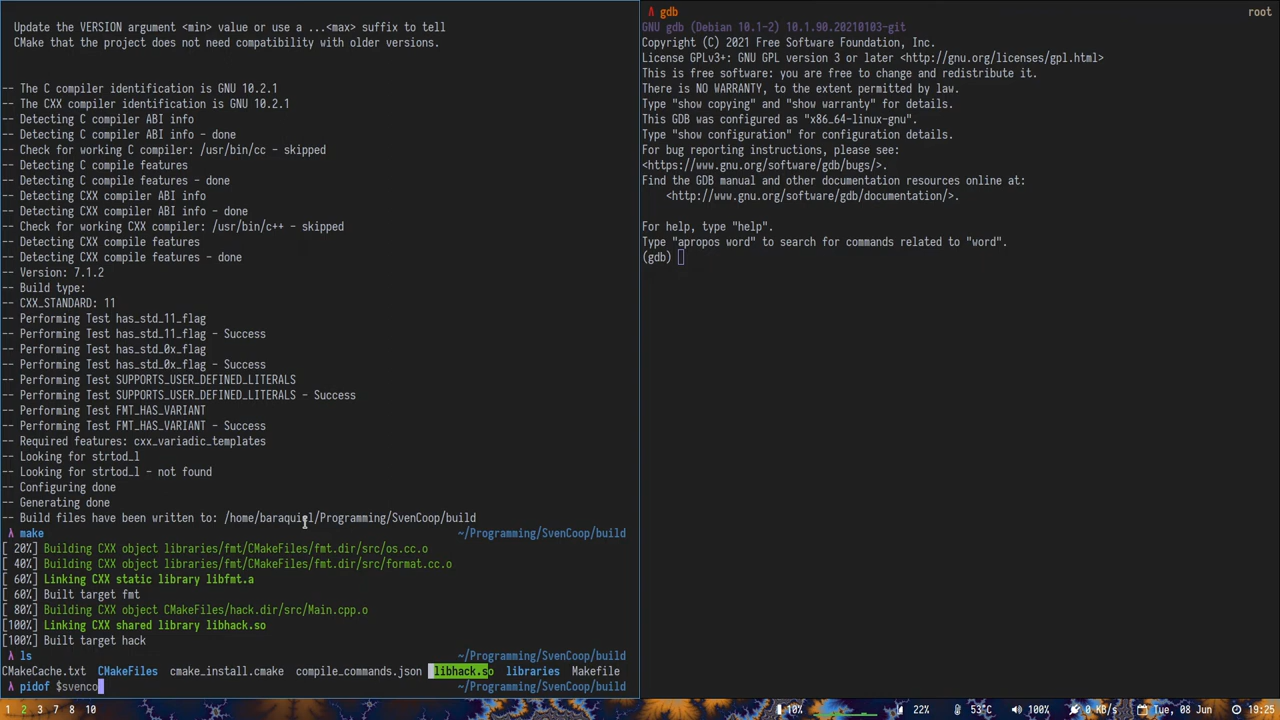 Update the VERSION argument <min> value or use a ...<max> suffix to tell
CMake that the project does not need compatibility with older versions.
-- The C compiler identification is GNU 10.2.1
-- The CXX compiler identification is GNU 10.2.1
-- Detecting C compiler ABI info
-- Detecting C compiler ABI info - done
-- Check for working C compiler: /usr/bin/cc - skipped
-- Detecting C compile features
-- Detecting C compile features - done
-- Detecting CXX compiler ABI info
-- Detecting CXX compiler ABI info - done
-- Check for working CXX compiler: /usr/bin/c++ - skipped
-- Detecting CXX compile features
-- Detecting CXX compile features - done
-- Version: 7.1.2
-- Build type:
-- CXX_STANDARD: 11
-- Performing Test has_std_11_flag
-- Performing Test has_std_11_flag - Success
-- Performing Test has_std_0x_flag
-- Performing Test has_std_0x_flag - Success
-- Performing Test SUPPORTS_USER_DEFINED_LITERALS
-- Performing Test SUPPORTS_USER_DEFINED_LITERALS - Success
-- Performing Test FMT_HAS_VARIANT
-- Performing Test FMT_HAS_VARIANT - Success
-- Required features: cxx_variadic_templates
-- Looking for strtod_l
-- Looking for strtod_l - not found
-- Configuring done
-- Generating done
-- Build files have been written to: /home/baraquiel/Programming/SvenCoop/build
λ make ~/Programming/SvenCoop/build
[ 20%] Building CXX object libraries/fmt/CMakeFiles/fmt.dir/src/os.cc.o
[ 40%] Building CXX object libraries/fmt/CMakeFiles/fmt.dir/src/format.cc.o
[ 60%] Linking CXX static library libfmt.a
[ 60%] Built target fmt
[ 80%] Building CXX object CMakeFiles/hack.dir/src/Main.cpp.o
[100%] Linking CXX shared library libhack.so
[100%] Built target hack
λ ls ~/Programming/SvenCoop/build
CMakeCache.txt CMakeFiles cmake_install.cmake compile_commands.json libhack.so libraries Makefile
λ pidof $svenco ~/Programming/SvenCoop/build
λ gdb root
GNU gdb (Debian 10.1-2) 10.1.90.20210103-git
Copyright (C) 2021 Free Software Foundation, Inc.
License GPLv3+: GNU GPL version 3 or later <http://gnu.org/licenses/gpl.html>
This is free software: you are free to change and redistribute it.
There is NO WARRANTY, to the extent permitted by law.
Type "show copying" and "show warranty" for details.
This GDB was configured as "x86_64-linux-gnu".
Type "show configuration" for configuration details.
For bug reporting instructions, please see:
<https://www.gnu.org/software/gdb/bugs/>.
Find the GDB manual and other documentation resources online at:
<http://www.gnu.org/software/gdb/documentation/>.
For help, type "help".
Type "apropos word" to search for commands related to "word".
(gdb)
1 2 3 4 5 6 7 8 10 10% 22% 53°C 100% 0 KB/s Tue, 08 Jun 19:25